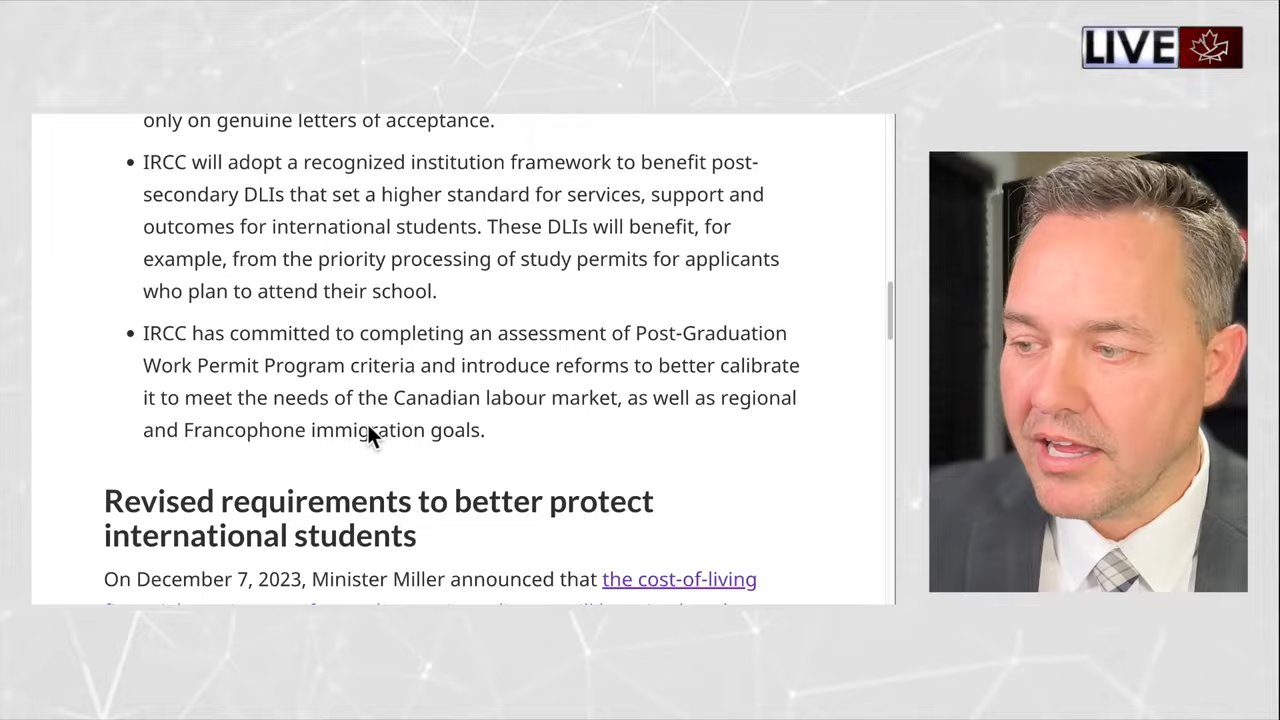 LIVE
only on genuine letters of acceptance.
• IRCC will adopt a recognized institution framework to benefit post-
secondary DLIs that set a higher standard for services, support and
outcomes for international students. These DLIs will benefit, for
example, from the priority processing of study permits for applicants
who plan to attend their school.
• IRCC has committed to completing an assessment of Post-Graduation
Work Permit Program criteria and introduce reforms to better calibrate
it to meet the needs of the Canadian labour market, as well as regional
and Francophone immigration goals.
Revised requirements to better protect
international students
On December 7, 2023, Minister Miller announced that the cost-of-living